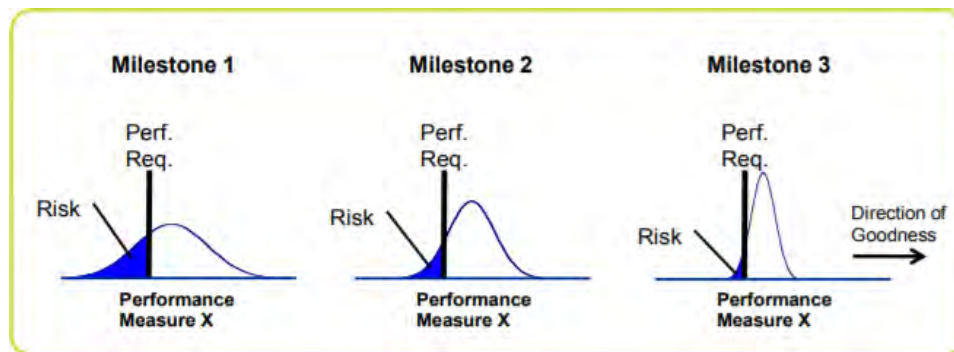 Milestone 1
Milestone 2
Milestone 3
Perf.
Req.
Perf.
Req.
Perf.
Req.
Risk
Risk
Risk
Direction of
Goodness
Performance
Measure X
Performance
Measure X
Performance
Measure X